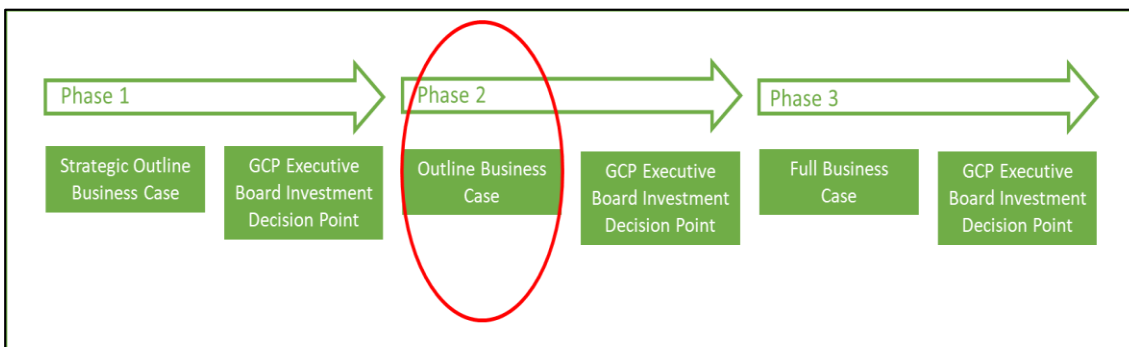 Phase 1
Phase 2
Phase 3
Strategic Outline
Business Case
GCP Executive
Board Investment
Decision Point
Outline Business
Case
GCP Executive
Board Investment
Decision Point
Full Business
Case
GCP Executive
Board Investment
Decision Point